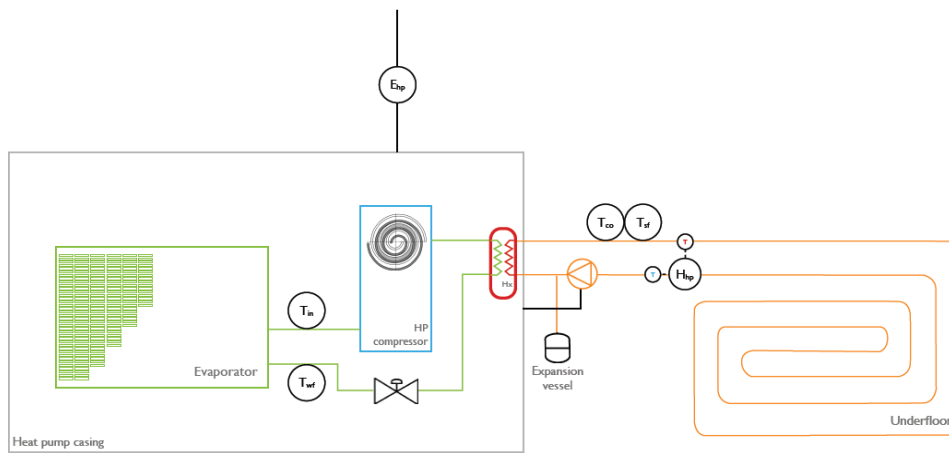 Ehp
Tco
Tsf
T
Hx
T
Hhp
Tin
HP
compressor
Evaporator
Twf
Expansion
vessel
Underfloor
Heat pump casing